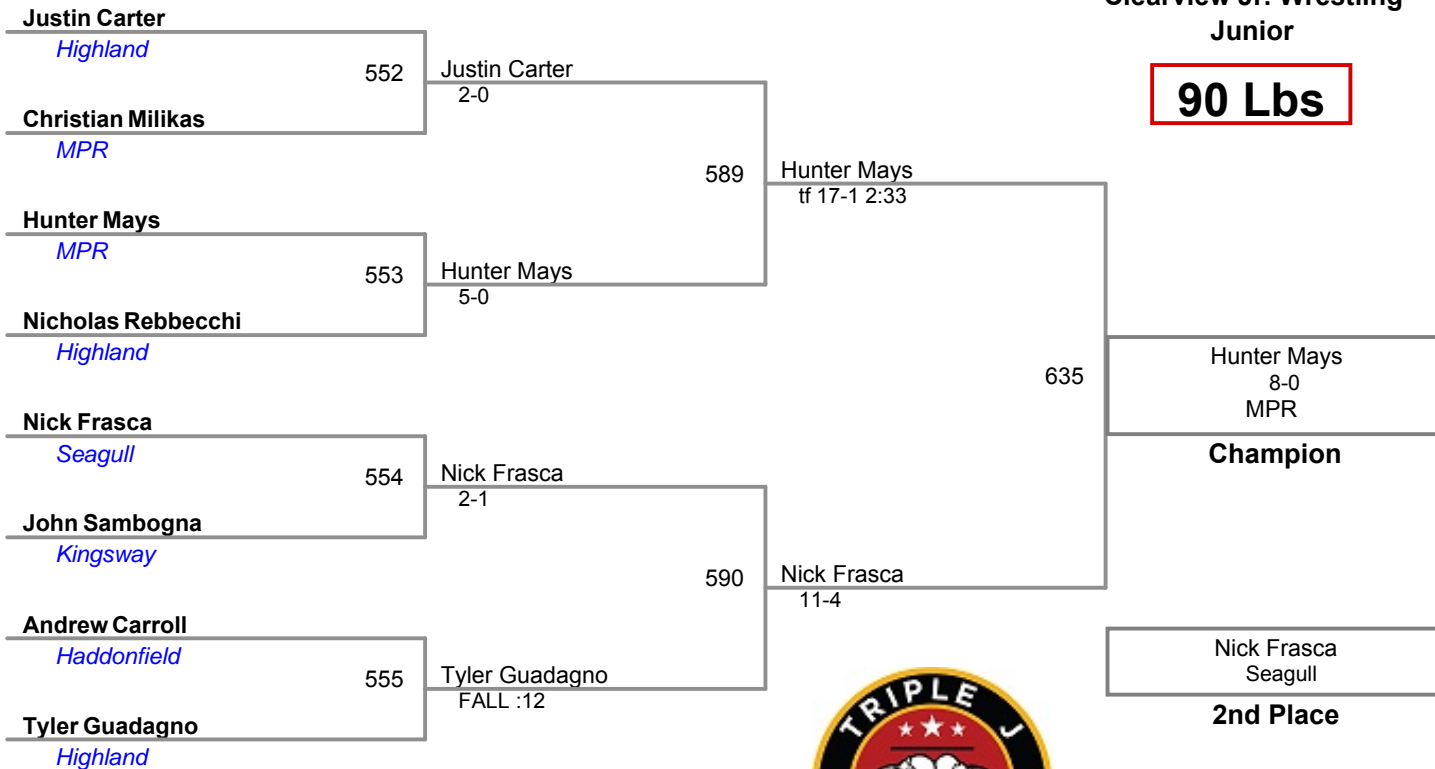 Clearview Jr. Wrestling
Junior
90 Lbs
Justin Carter
Highland
552
Christian Milikas
MPR
Justin Carter
2-0
Hunter Mays
MPR
553
Nicholas Rebbecchi
Highland
Hunter Mays
5-0
589
Hunter Mays
tf 17-1 2:33
Nick Frasca
Seagull
554
John Sambogna
Kingsway
Nick Frasca
2-1
Andrew Carroll
Haddonfield
555
Tyler Guadagno
Highland
Tyler Guadagno
FALL :12
590
Nick Frasca
11-4
635
Hunter Mays
8-0
MPR
Champion
Nick Frasca
Seagull
2nd Place
TRIPLE J